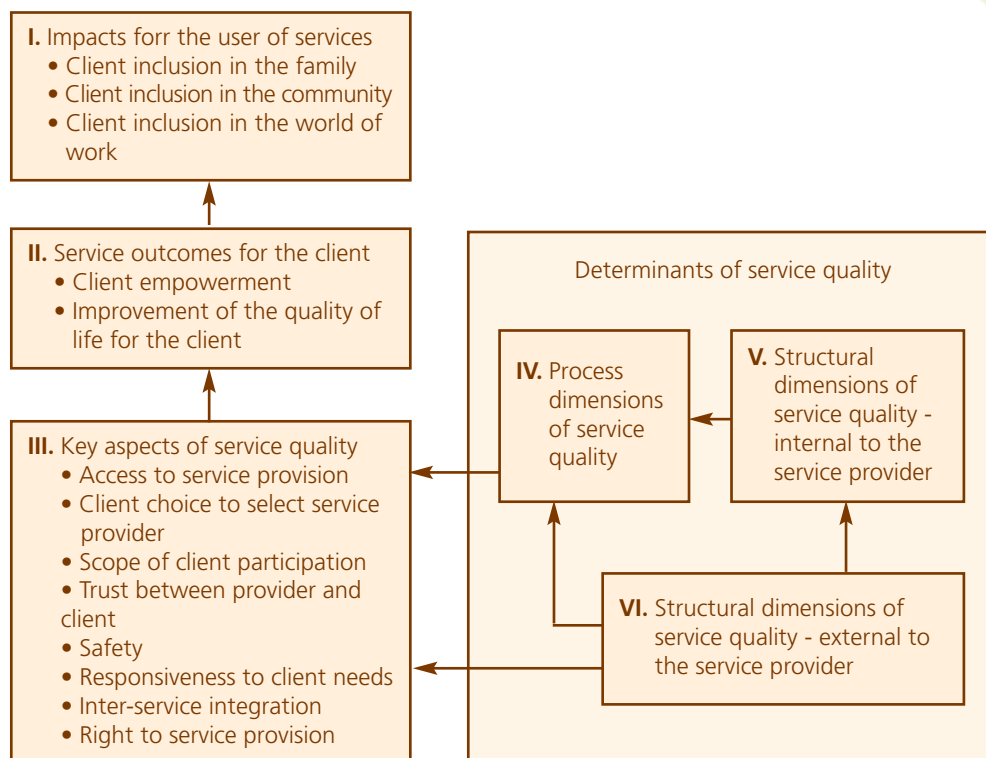 I. Impacts forr the user of services
• Client inclusion in the family
• Client inclusion in the community
• Client inclusion in the world of
work
II. Service outcomes for the client
• Client empowerment
• Improvement of the quality of
life for the client
III. Key aspects of service quality
• Access to service provision
• Client choice to select service
provider
• Scope of client participation
• Trust between provider and
client
• Safety
• Responsiveness to client needs
• Inter-service integration
• Right to service provision
Determinants of service quality
IV. Process
dimensions
of service
quality
V. Structural
dimensions of
service quality -
internal to the
service provider
VI. Structural dimensions of
service quality - external to
the service provider